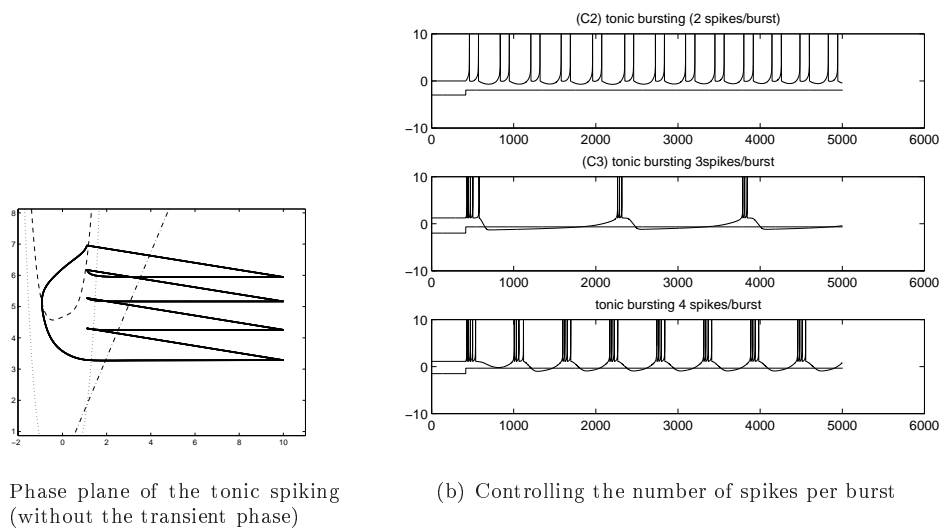 (C2) tonic bursting (2 spikes/burst)
10
0
−10
0 1000 2000 3000 4000 5000 6000
(C3) tonic bursting 3spikes/burst
10
0
−10
0 1000 2000 3000 4000 5000 6000
tonic bursting 4 spikes/burst
10
0
−10
0 1000 2000 3000 4000 5000 6000
8
7
6
5
4
3
2
1
−2 0 2 4 6 8 10
Phase plane of the tonic spiking
(without the transient phase)
(b) Controlling the number of spikes per burst